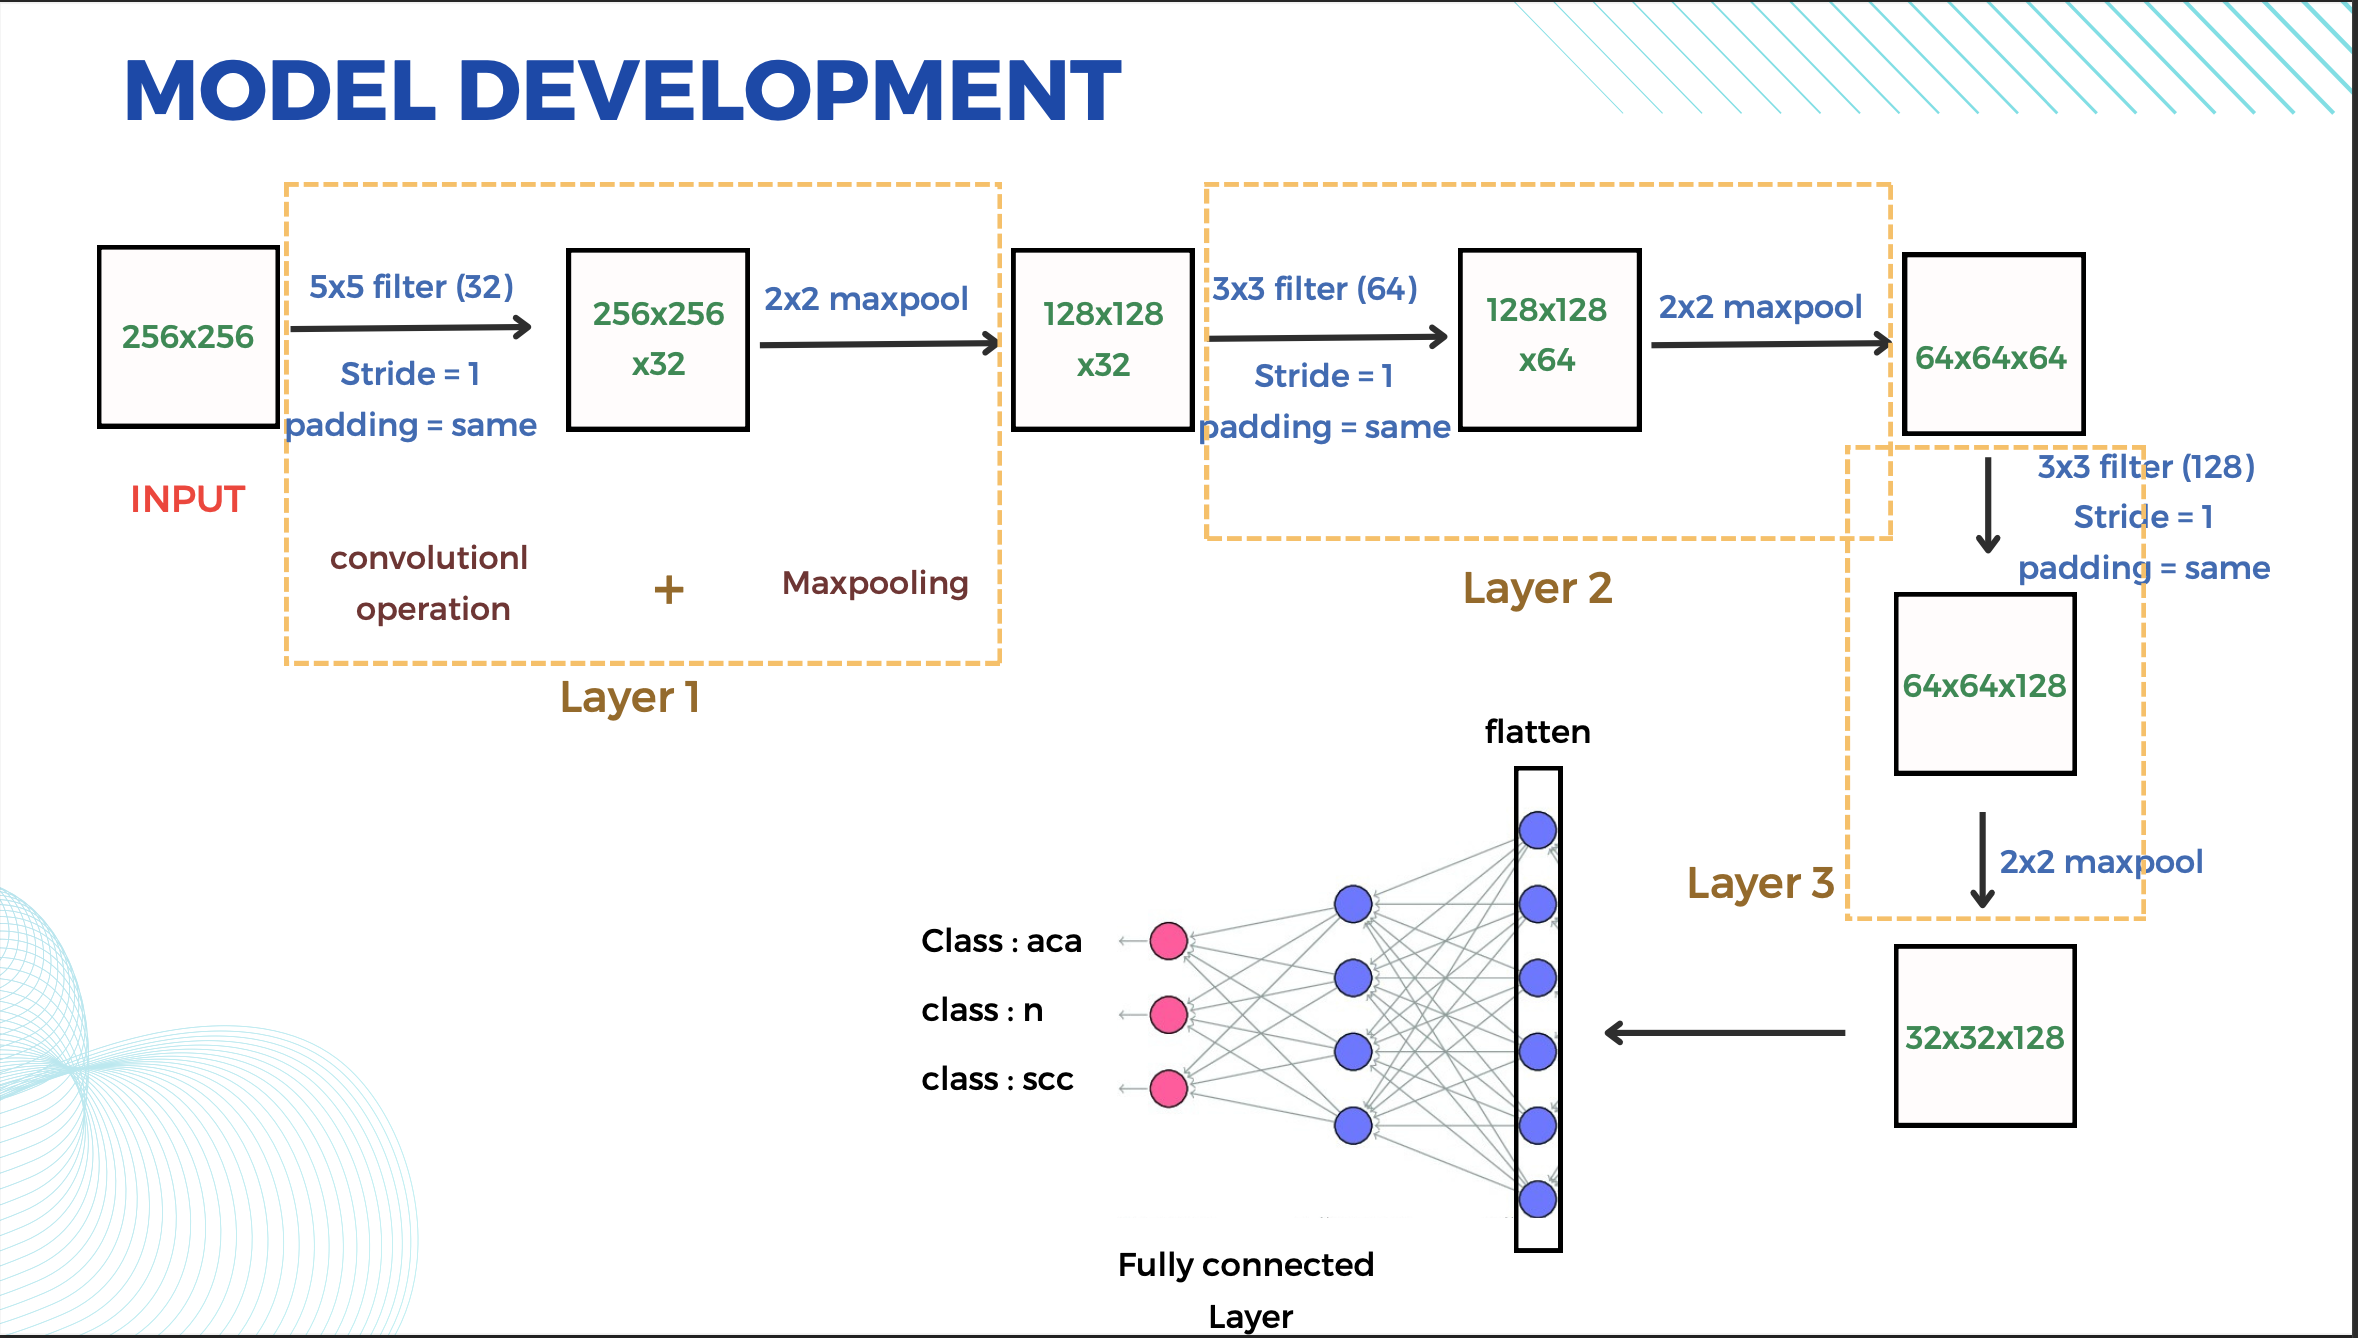 MODEL DEVELOPMENT
256x256
INPUT
5x5 filter (32)
Stride = 1
padding = same
256x256
x32
2x2 maxpool
convolutionl
operation
+
Maxpooling
Layer 1
128x128
x32
3x3 filter (64)
Stride = 1
padding = same
128x128
x64
2x2 maxpool
Layer 2
64x64x64
3x3 filter (128)
Stride = 1
padding = same
64x64x128
2x2 maxpool
Layer 3
32x32x128
flatten
Class : aca
class : n
class : scc
Fully connected
Layer